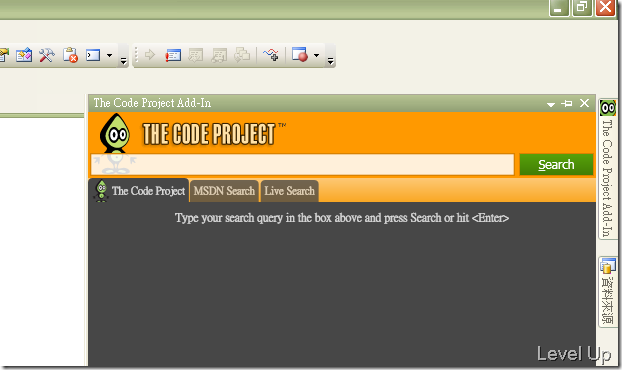 The Code Project Add-In
THE CODE PROJECT™
Search
The Code Project
MSDN Search
Live Search
Type your search query in the box above and press Search or hit <Enter>
The Code Project Add-In
資料來源
Level Up